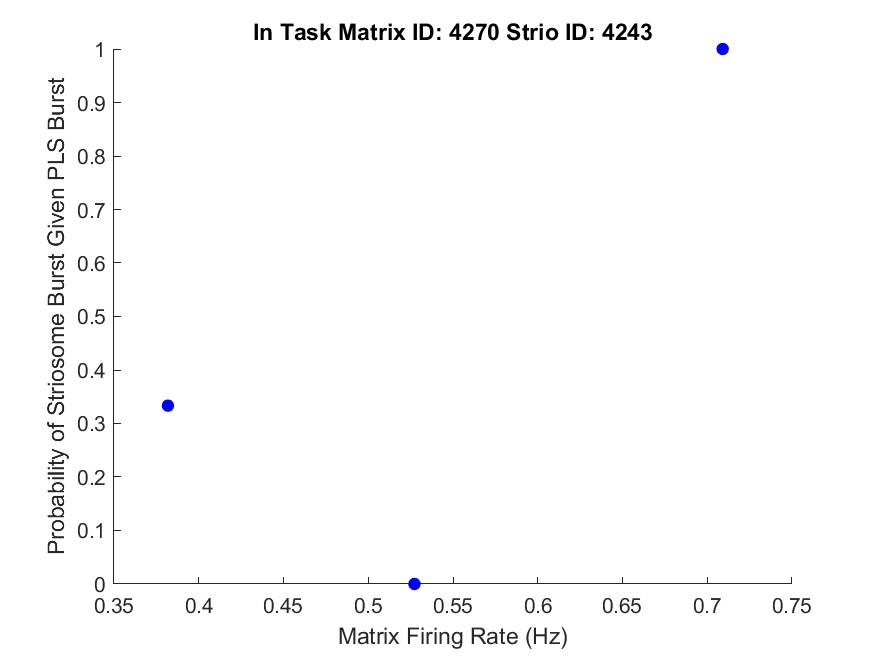 In Task Matrix ID: 4270 Strio ID: 4243
Probability of Striosome Burst Given PLS Burst
1
0.9
0.8
0.7
0.6
0.5
0.4
0.3
0.2
0.1
0
0.35 0.4 0.45 0.5 0.55 0.6 0.65 0.7 0.75
Matrix Firing Rate (Hz)